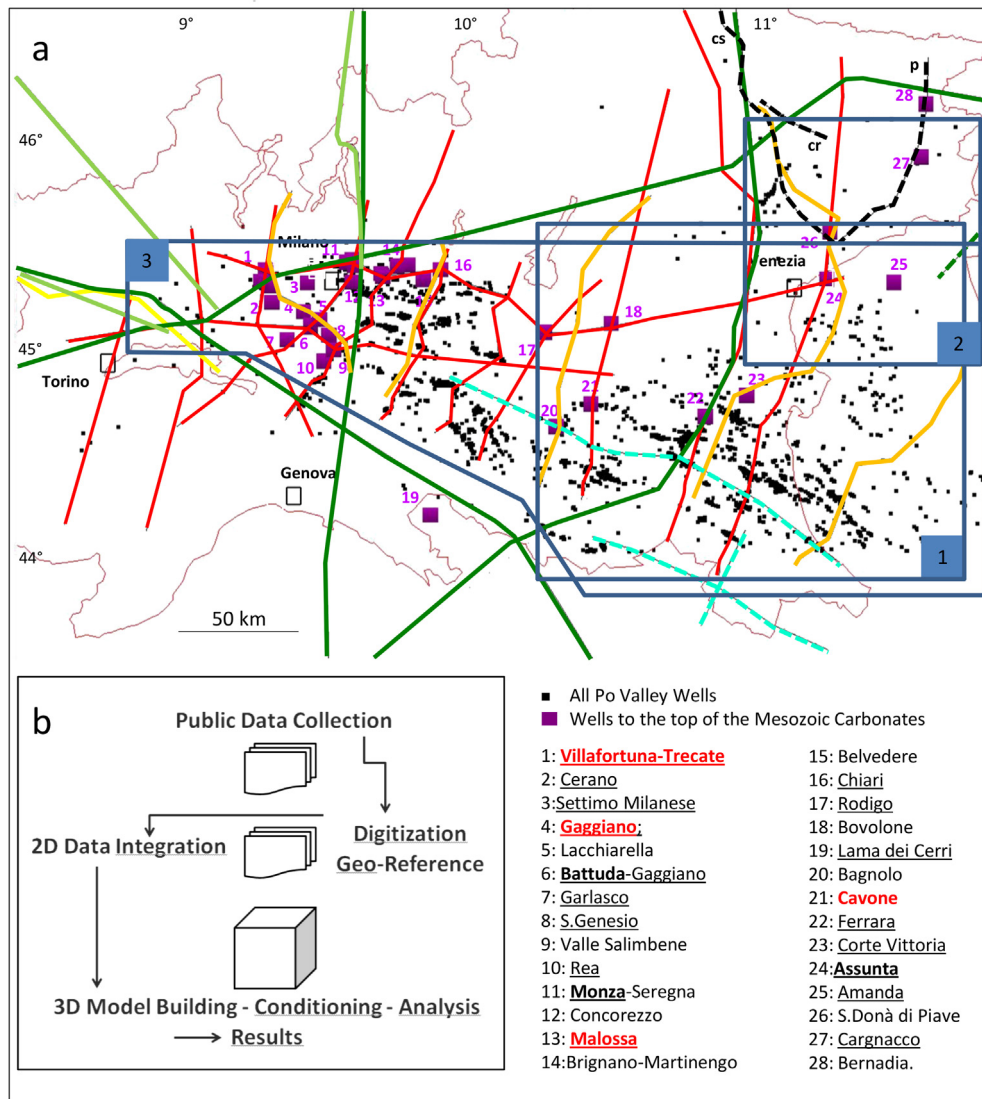 9°
10°
11°
a
cs
p
28
46°
cr
27
26
Milano
11
14
16
1
3
3
25
enezia
2
12
13
24
4
5
18
7
6
8
17
2
45°
10
9
Torino
21
23
20
22
Genova
19
44°
1
50 km
b
Public Data Collection
Digitization
Geo-Reference
2D Data Integration
3D Model Building - Conditioning - Analysis
Results
All Po Valley Wells
Wells to the top of the Mesozoic Carbonates
1: Villafortuna-Trecate
2: Cerano
3:Settimo Milanese
4: Gaggiano;
5: Lacchiarella
6: Battuda-Gaggiano
7: Garlasco
8: S.Genesio
9: Valle Salimbene
10: Rea
11: Monza-Seregna
12: Concorezzo
13: Malossa
14:Brignano-Martinengo
15: Belvedere
16: Chiari
17: Rodigo
18: Bovolone
19: Lama dei Cerri
20: Bagnolo
21: Cavone
22: Ferrara
23: Corte Vittoria
24:Assunta
25: Amanda
26: S.Donà di Piave
27: Cargnacco
28: Bernadia.